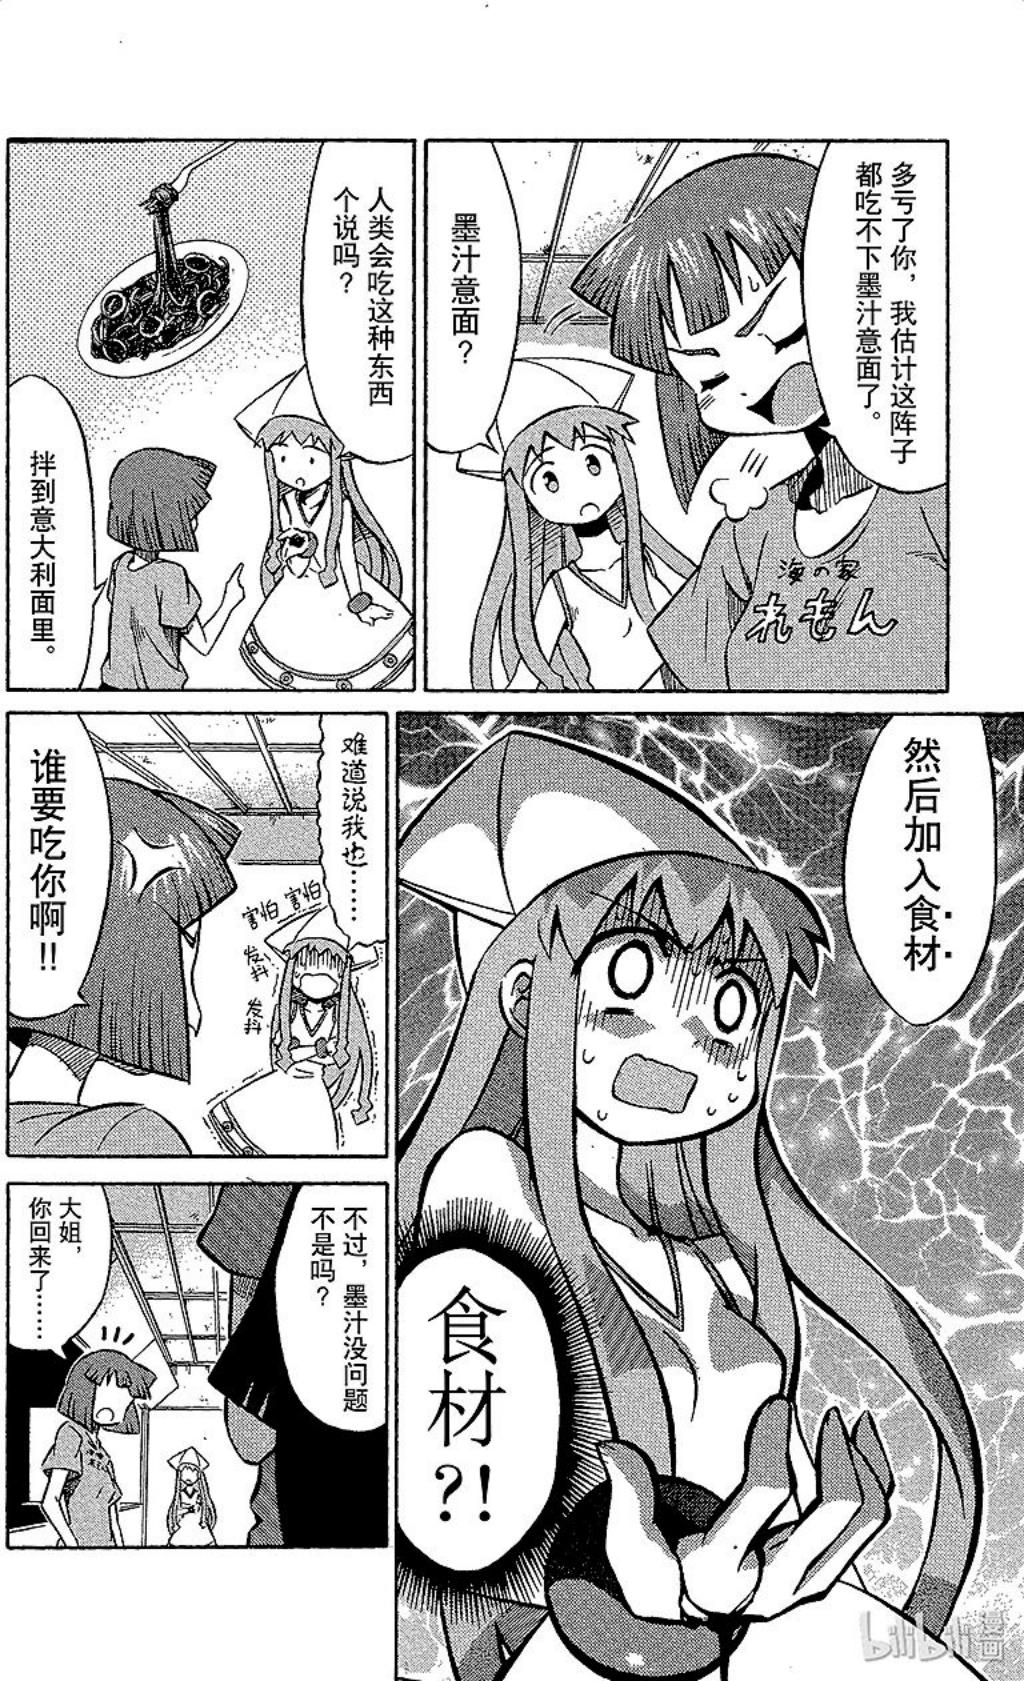 多亏了你，我估计这阵子
都吃不下墨汁意面了。
墨汁意面？
海の家
れもん
人类会吃这种东西
个说吗？
拌到意大利面里。
然后加入食材
食材?!
难道说我也……
害怕 害怕
发抖
发抖
谁要吃你啊!!
不过，墨汁没问题
不是吗？
大姐，
你回来了……
bilibili漫画